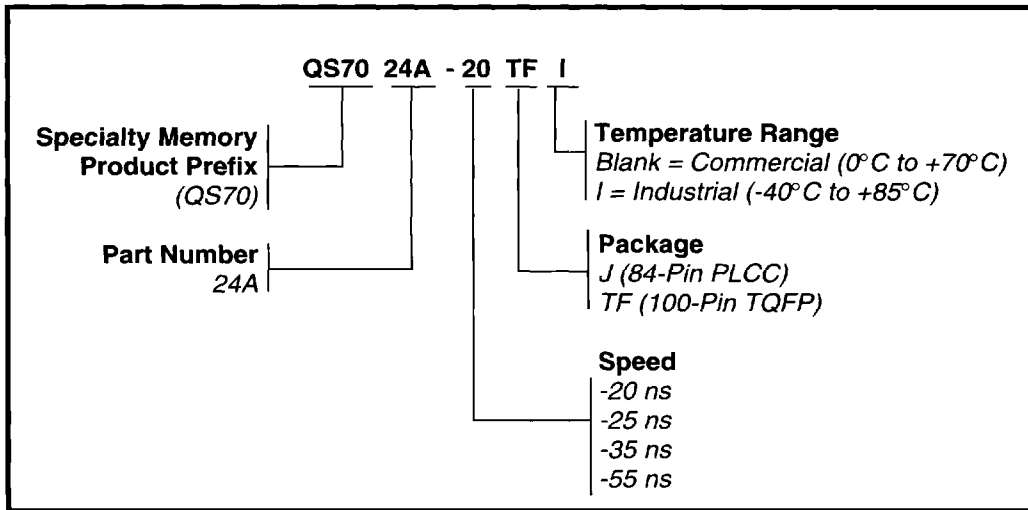 QS70 24A - 20 TF I
Specialty Memory
Product Prefix
(QS70)
Part Number
24A
Temperature Range
Blank = Commercial (0°C to +70°C)
I = Industrial (-40°C to +85°C)
Package
J (84-Pin PLCC)
TF (100-Pin TQFP)
Speed
-20 ns
-25 ns
-35 ns
-55 ns